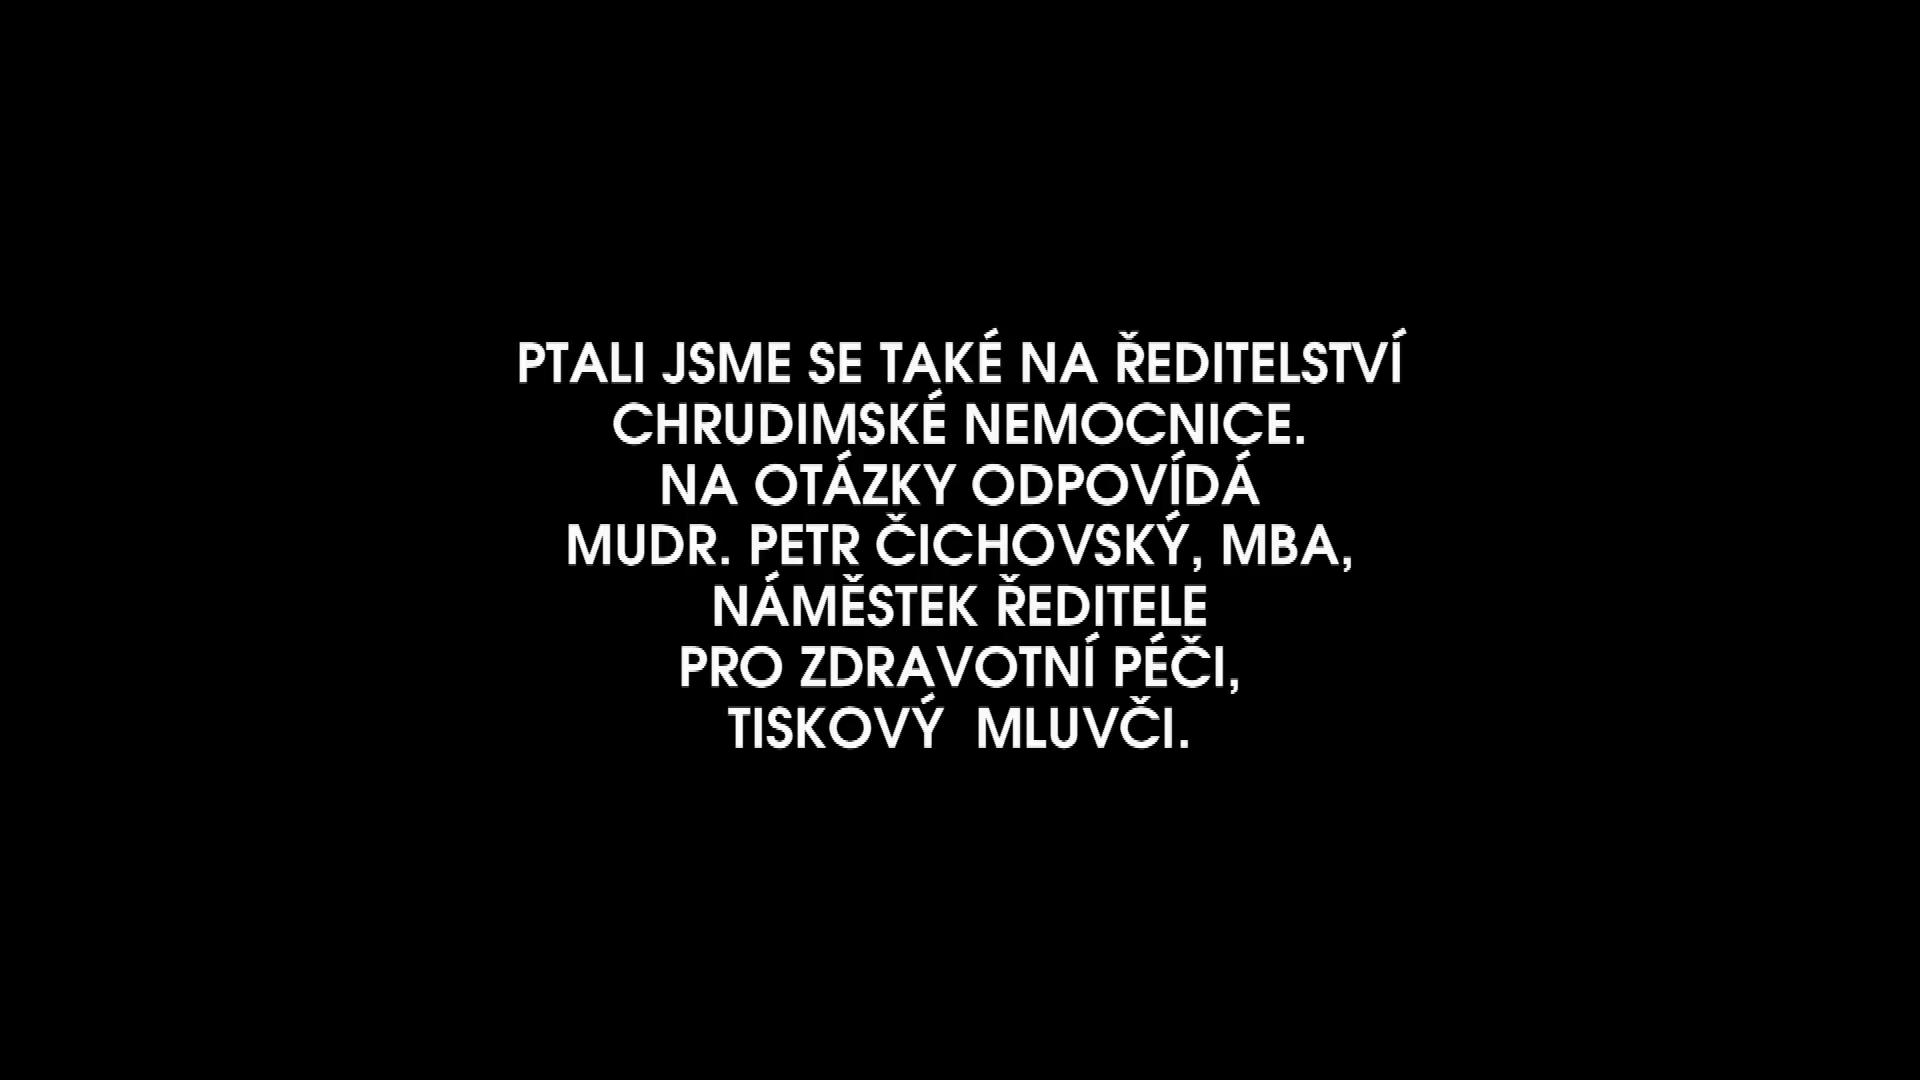 PTALI JSME SE TAKÉ NA ŘEDITELSTVÍ
CHRUDIMSKÉ NEMOCNICE.
NA OTÁZKY ODPOVÍDÁ
MUDR. PETR ČICHOVSKÝ, MBA,
NÁMĚSTEK ŘEDITELE
PRO ZDRAVOTNÍ PÉČI,
TISKOVÝ  MLUVČI.